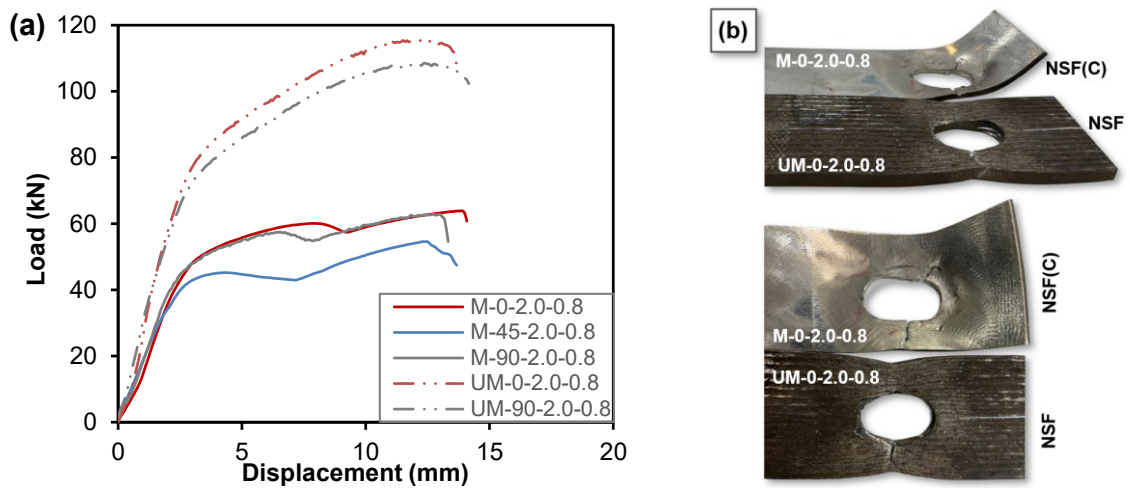 (a)
120
100
80
60
40
20
0
Load (kN)
0 5 10 15 20
Displacement (mm)
M-0-2.0-0.8
M-45-2.0-0.8
M-90-2.0-0.8
UM-0-2.0-0.8
UM-90-2.0-0.8
(b)
M-0-2.0-0.8
NSF(C)
NSF
UM-0-2.0-0.8
NSF(C)
M-0-2.0-0.8
UM-0-2.0-0.8
NSF